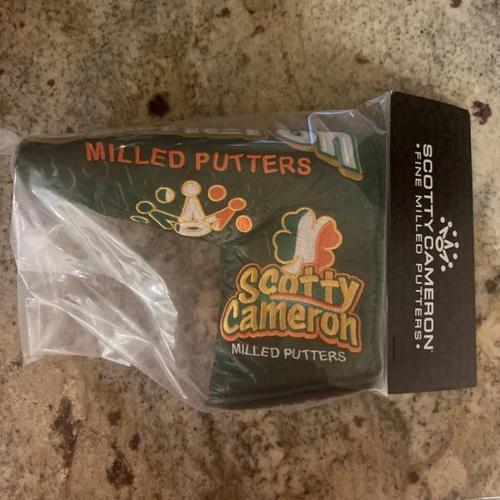 MILLED PUTTERS
Scotty
Cameron
MILLED PUTTERS
SCOTTY CAMERON
•FINE MILLED PUTTERS•